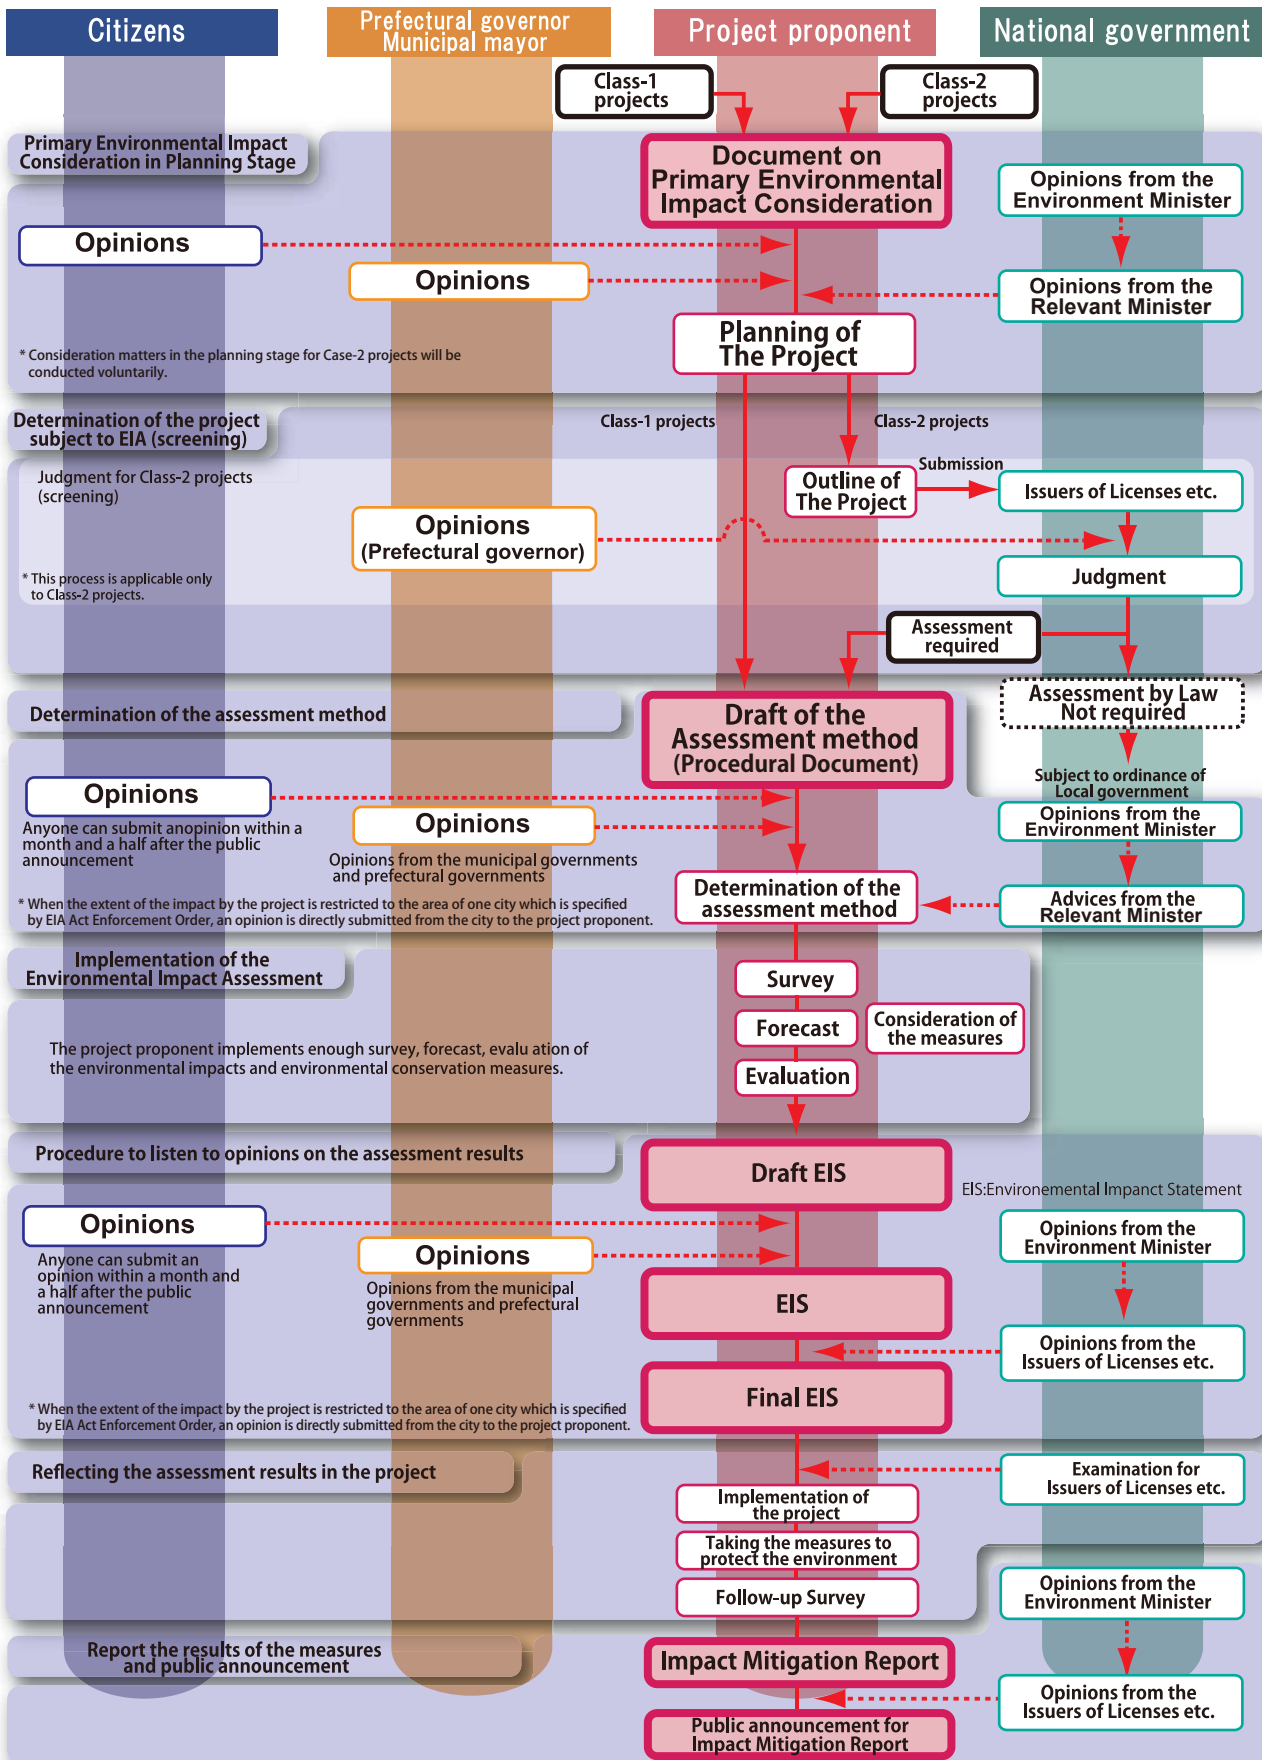 Citizens
Prefectural governor
Municipal mayor
Project proponent
National government
Class-1
projects
Class-2
projects
Primary Environmental Impact
Consideration in Planning Stage
Document on
Primary Environmental
Impact Consideration
Opinions from the
Environment Minister
Opinions
Opinions
Opinions from the
Relevant Minister
Planning of
The Project
* Consideration matters in the planning stage for Case-2 projects will be
conducted voluntarily.
Determination of the project
subject to EIA (screening)
Class-1 projects
Class-2 projects
Judgment for Class-2 projects
(screening)
Outline of
The Project
Submission
Issuers of Licenses etc.
Opinions
(Prefectural governor)
* This process is applicable only
to Class-2 projects.
Judgment
Assessment
required
Assessment by Law
Not required
Determination of the assessment method
Draft of the
Assessment method
(Procedural Document)
Subject to ordinance of
Local government
Opinions
Anyone can submit anopinion within a
month and a half after the public
announcement
Opinions
Opinions from the municipal governments
and prefectural governments
Opinions from the
Environment Minister
Determination of the
assessment method
Advices from the
Relevant Minister
* When the extent of the impact by the project is restricted to the area of one city which is specified
by EIA Act Enforcement Order, an opinion is directly submitted from the city to the project proponent.
Implementation of the
Environmental Impact Assessment
Survey
Forecast
Consideration of
the measures
Evaluation
The project proponent implements enough survey, forecast, evalu ation of
the environmental impacts and environmental conservation measures.
Procedure to listen to opinions on the assessment results
Draft EIS
EIS:Environemental Impanct Statement
Opinions
Anyone can submit an
opinion within a month and
a half after the public
announcement
Opinions
Opinions from the municipal
governments and prefectural
governments
Opinions from the
Environment Minister
EIS
Opinions from the
Issuers of Licenses etc.
Final EIS
* When the extent of the impact by the project is restricted to the area of one city which is specified
by EIA Act Enforcement Order, an opinion is directly submitted from the city to the project proponent.
Reflecting the assessment results in the project
Examination for
Issuers of Licenses etc.
Implementation of
the project
Taking the measures to
protect the environment
Follow-up Survey
Opinions from the
Environment Minister
Report the results of the measures
and public announcement
Impact Mitigation Report
Opinions from the
Issuers of Licenses etc.
Public announcement for
Impact Mitigation Report